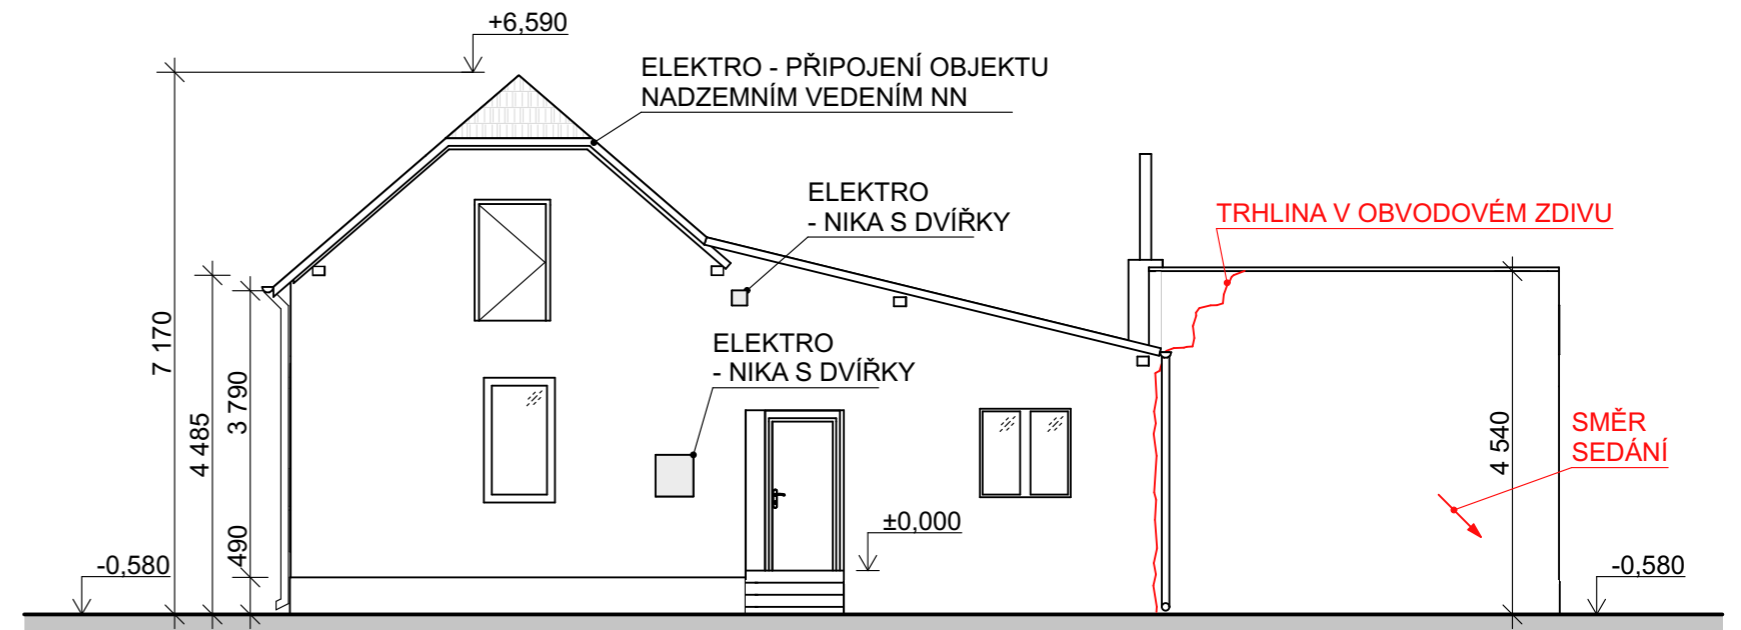 +6,590
ELEKTRO - PŘIPOJENÍ OBJEKTU
NADZEMNÍM VEDENÍM NN
ELEKTRO
- NIKA S DVÍŘKY
TRHLINA V OBVODOVÉM ZDIVU
7 170
ELEKTRO
- NIKA S DVÍŘKY
3 790
4 485
4 540
SMĚR
SEDÁNÍ
±0,000
490
-0,580
-0,580